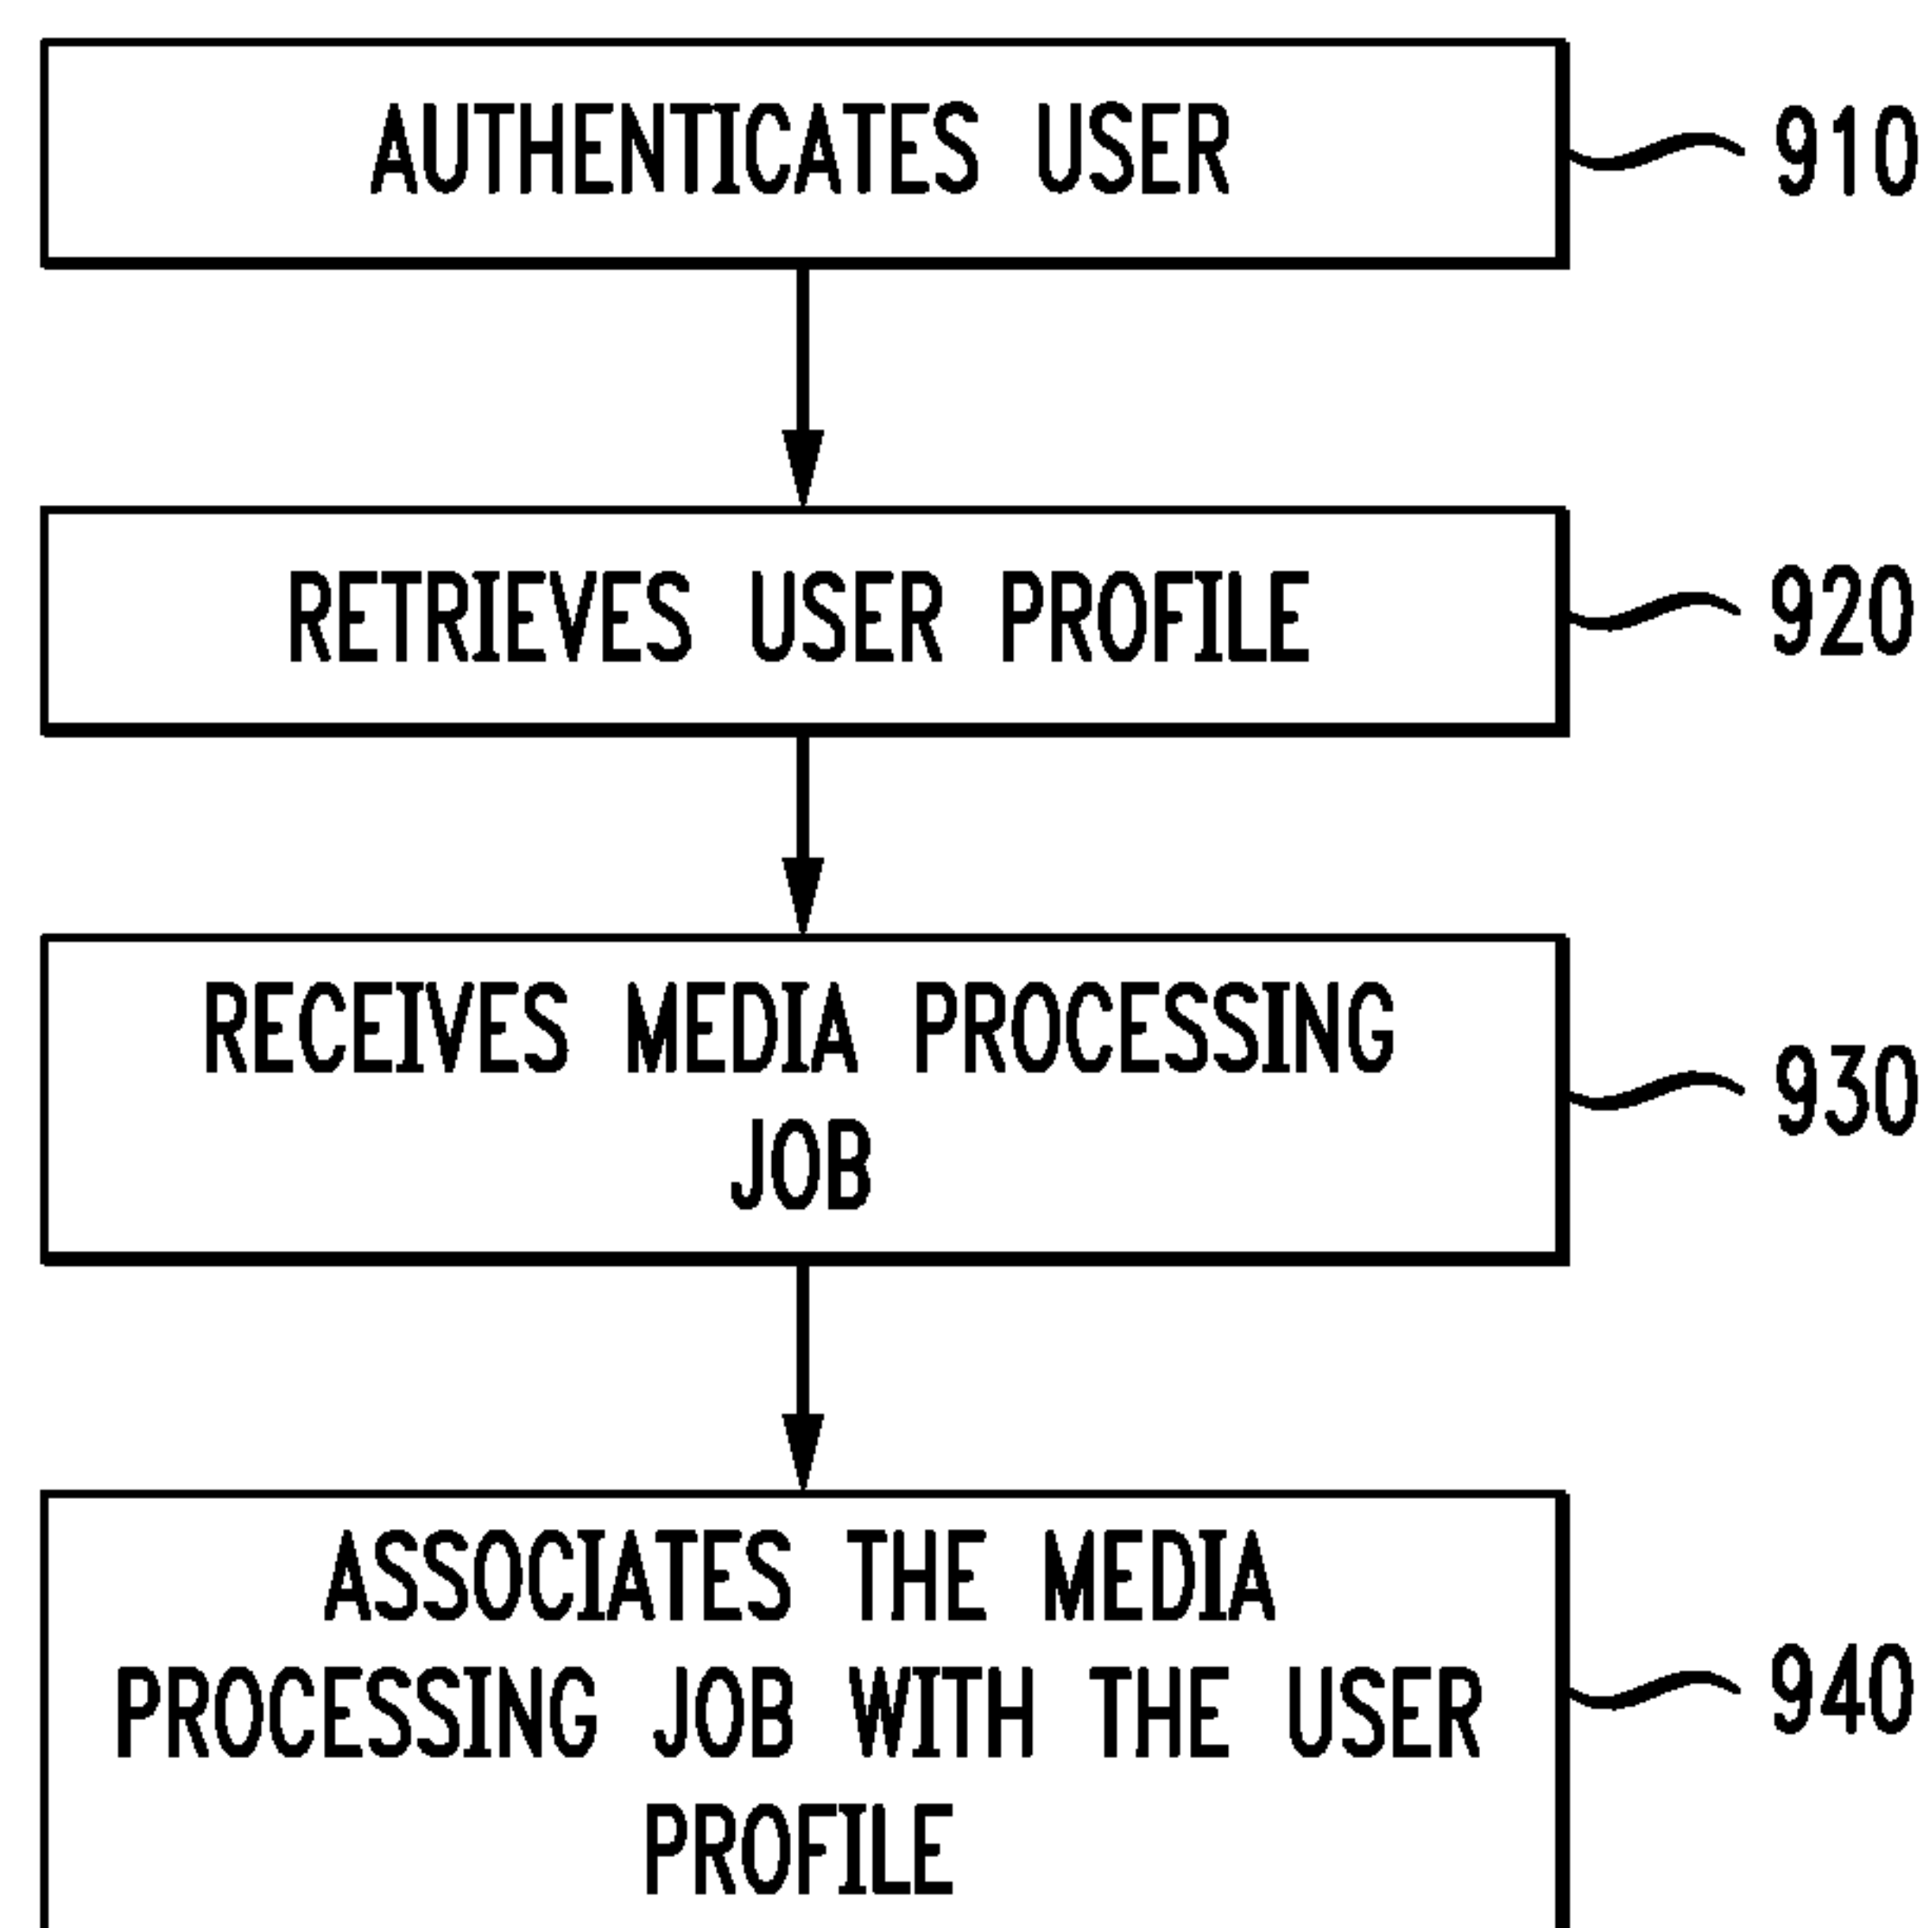 AUTHENTICATES USER
910
RETRIEVES USER PROFILE
920
RECEIVES MEDIA PROCESSING
JOB
930
ASSOCIATES THE MEDIA
PROCESSING JOB WITH THE USER
PROFILE
940